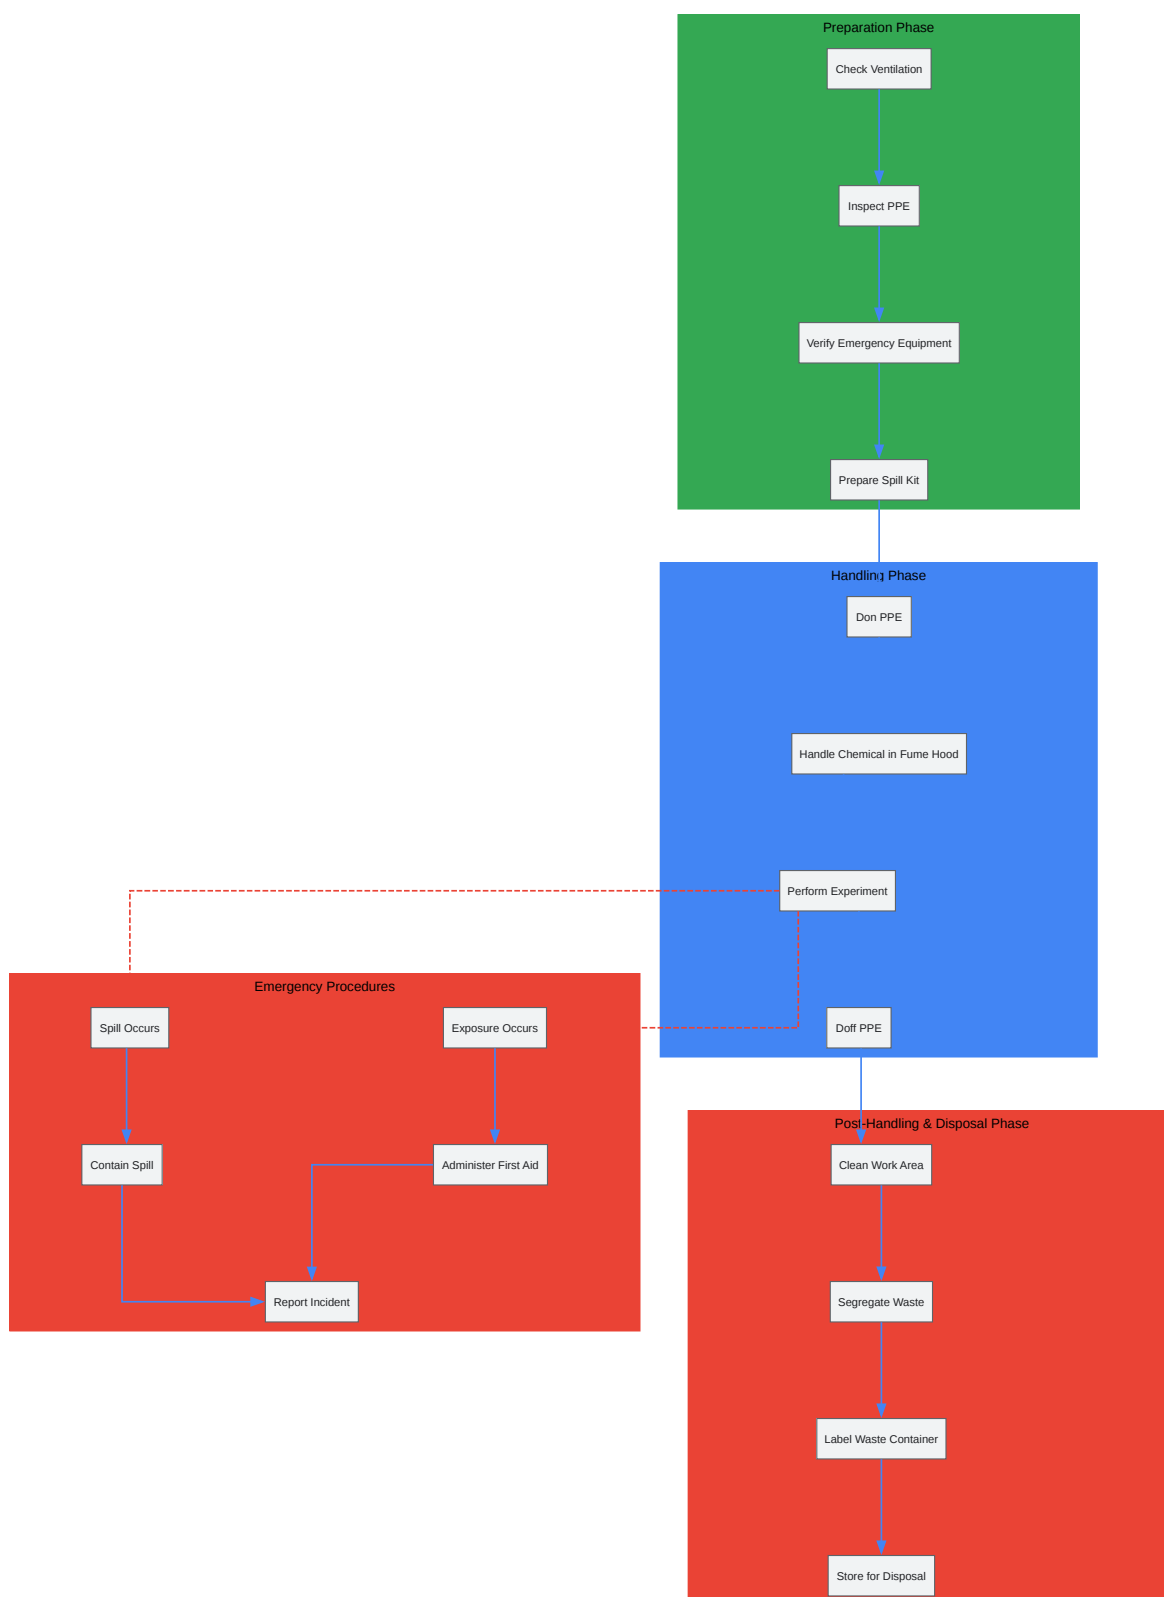 Preparation Phase
Check Ventilation
Inspect PPE
Verify Emergency Equipment
Prepare Spill Kit
Handling Phase
Don PPE
Handle Chemical in Fume Hood
Perform Experiment
Doff PPE
Emergency Procedures
Spill Occurs
Exposure Occurs
Contain Spill
Administer First Aid
Report Incident
Post-Handling & Disposal Phase
Clean Work Area
Segregate Waste
Label Waste Container
Store for Disposal